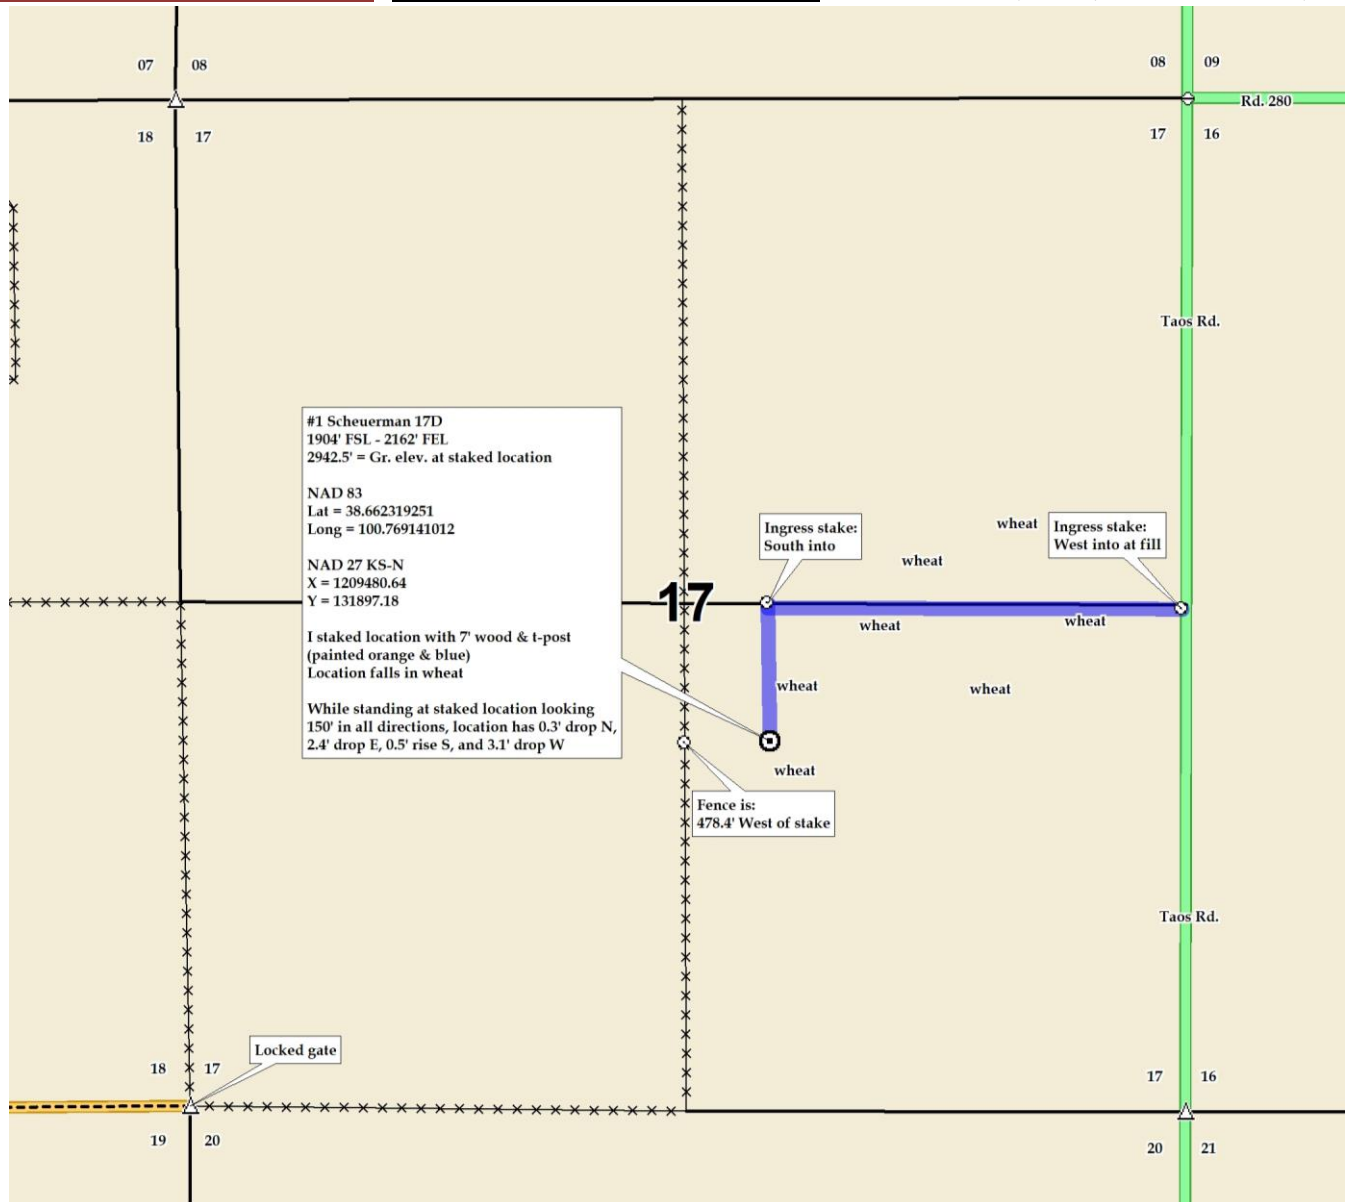 07 08
08 09
Rd. 280
18 17
17 16
Taos Rd.
#1 Scheuerman 17D
1904' FSL - 2162' FEL
2942.5' = Gr. elev. at staked location
NAD 83
Lat = 38.662319251
Long = 100.769141012
NAD 27 KS-N
X = 1209480.64
Y = 131897.18
I staked location with 7' wood & t-post
(painted orange & blue)
Location falls in wheat
While standing at staked location looking
150' in all directions, location has 0.3' drop N,
2.4' drop E, 0.5' rise S, and 3.1' drop W
Ingress stake:
South into
wheat
wheat
Ingress stake:
West into at fill
17
wheat
wheat
wheat
wheat
wheat
Fence is:
478.4' West of stake
Taos Rd.
Locked gate
18 17
17 16
19 20
20 21